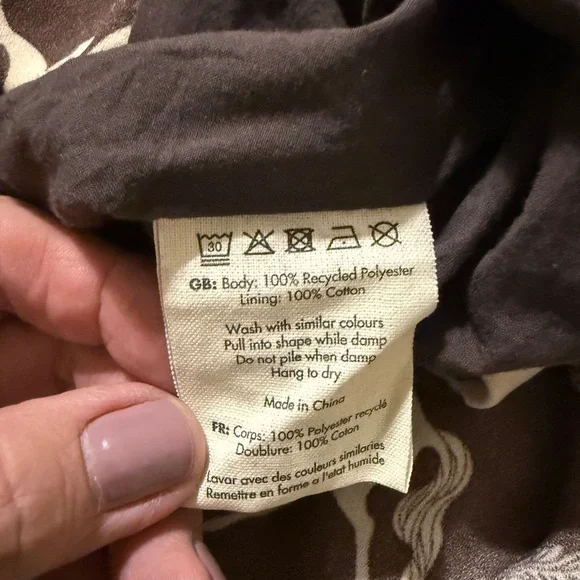 30
GB: Body: 100% Recycled Polyester
Lining: 100% Cotton
Wash with similar colours
Pull into shape while damp
Do not pile when damp
Hang to dry
Made in China
FR: Corps: 100% Polyester recyclé
Doublure: 100% Coton
Lavar avec des couleurs similaries
Remettre en forme a l'etat humide